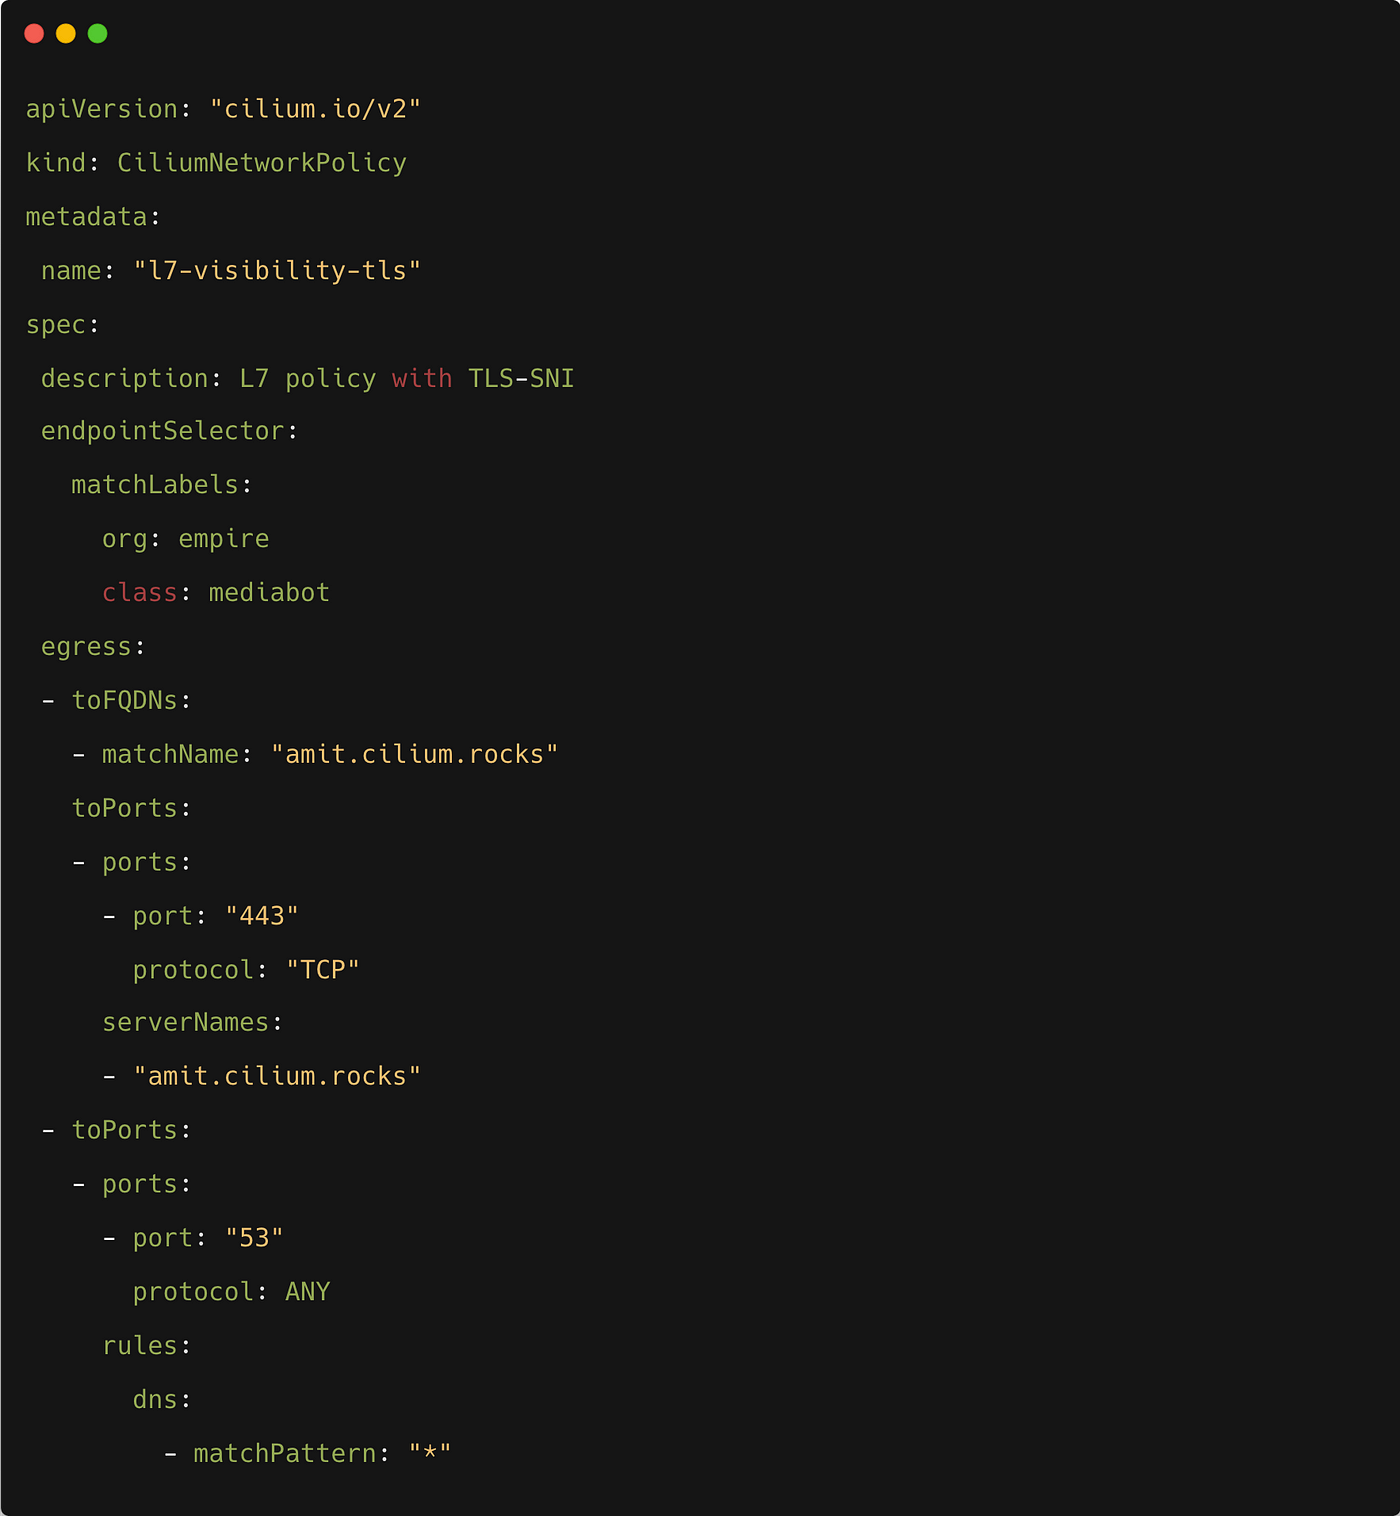 apiVersion: "cilium.io/v2"
kind: CiliumNetworkPolicy
metadata:
 name: "l7-visibility-tls"
spec:
 description: L7 policy with TLS-SNI
 endpointSelector:
   matchLabels:
     org: empire
     class: mediabot
 egress:
 - toFQDNs:
   - matchName: "amit.cilium.rocks"
   toPorts:
   - ports:
     - port: "443"
       protocol: "TCP"
     serverNames:
     - "amit.cilium.rocks"
 - toPorts:
   - ports:
     - port: "53"
       protocol: ANY
     rules:
       dns:
         - matchPattern: "*"